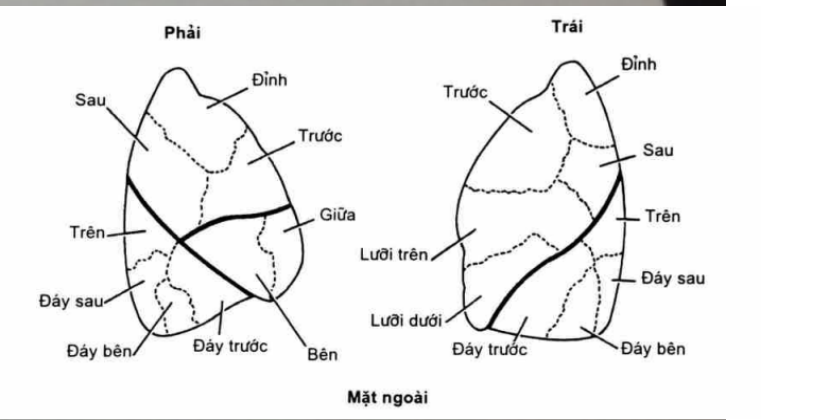 Phải
Trái
Đỉnh
Sau
Trước
Giữa
Trên
Đáy sau
Đáy bên
Đáy trước
Bên
Đỉnh
Trước
Sau
Trên
Lưỡi trên
Đáy sau
Lưỡi dưới
Đáy trước
Đáy bên
Mặt ngoài